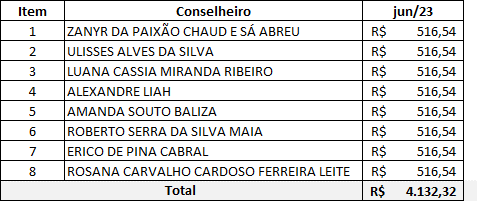 Item Conselheiro jun/23
1 ZANYR DA PAIXÃO CHAUD E SÁ ABREU R$ 516,54
2 ULISSES ALVES DA SILVA R$ 516,54
3 LUANA CASSIA MIRANDA RIBEIRO R$ 516,54
4 ALEXANDRE LIAH R$ 516,54
5 AMANDA SOUTO BALIZA R$ 516,54
6 ROBERTO SERRA DA SILVA MAIA R$ 516,54
7 ERICO DE PINA CABRAL R$ 516,54
8 ROSANA CARVALHO CARDOSO FERREIRA LEITE R$ 516,54
Total R$ 4.132,32